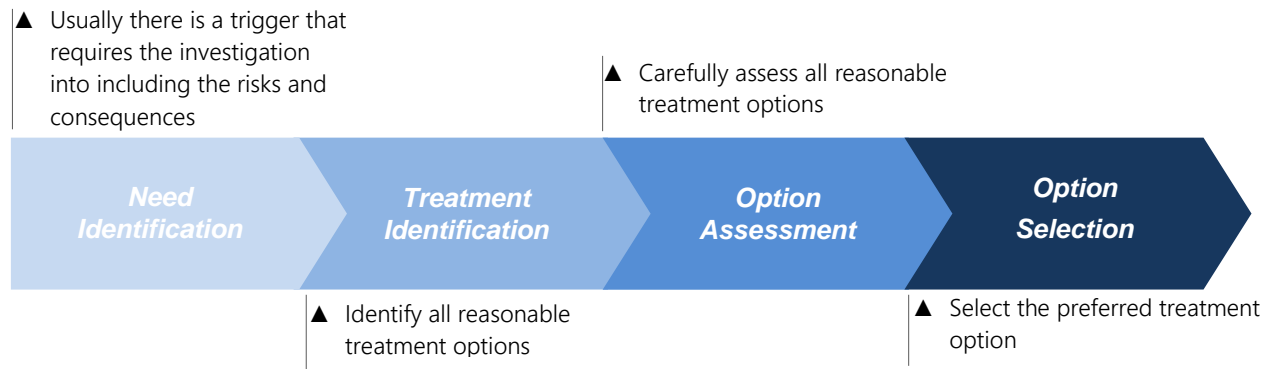 ▲ Usually there is a trigger that
requires the investigation
into including the risks and
consequences
▲ Carefully assess all reasonable
treatment options
Need
Identification
Treatment
Identification
Option
Assessment
Option
Selection
▲ Identify all reasonable
treatment options
▲ Select the preferred treatment
option